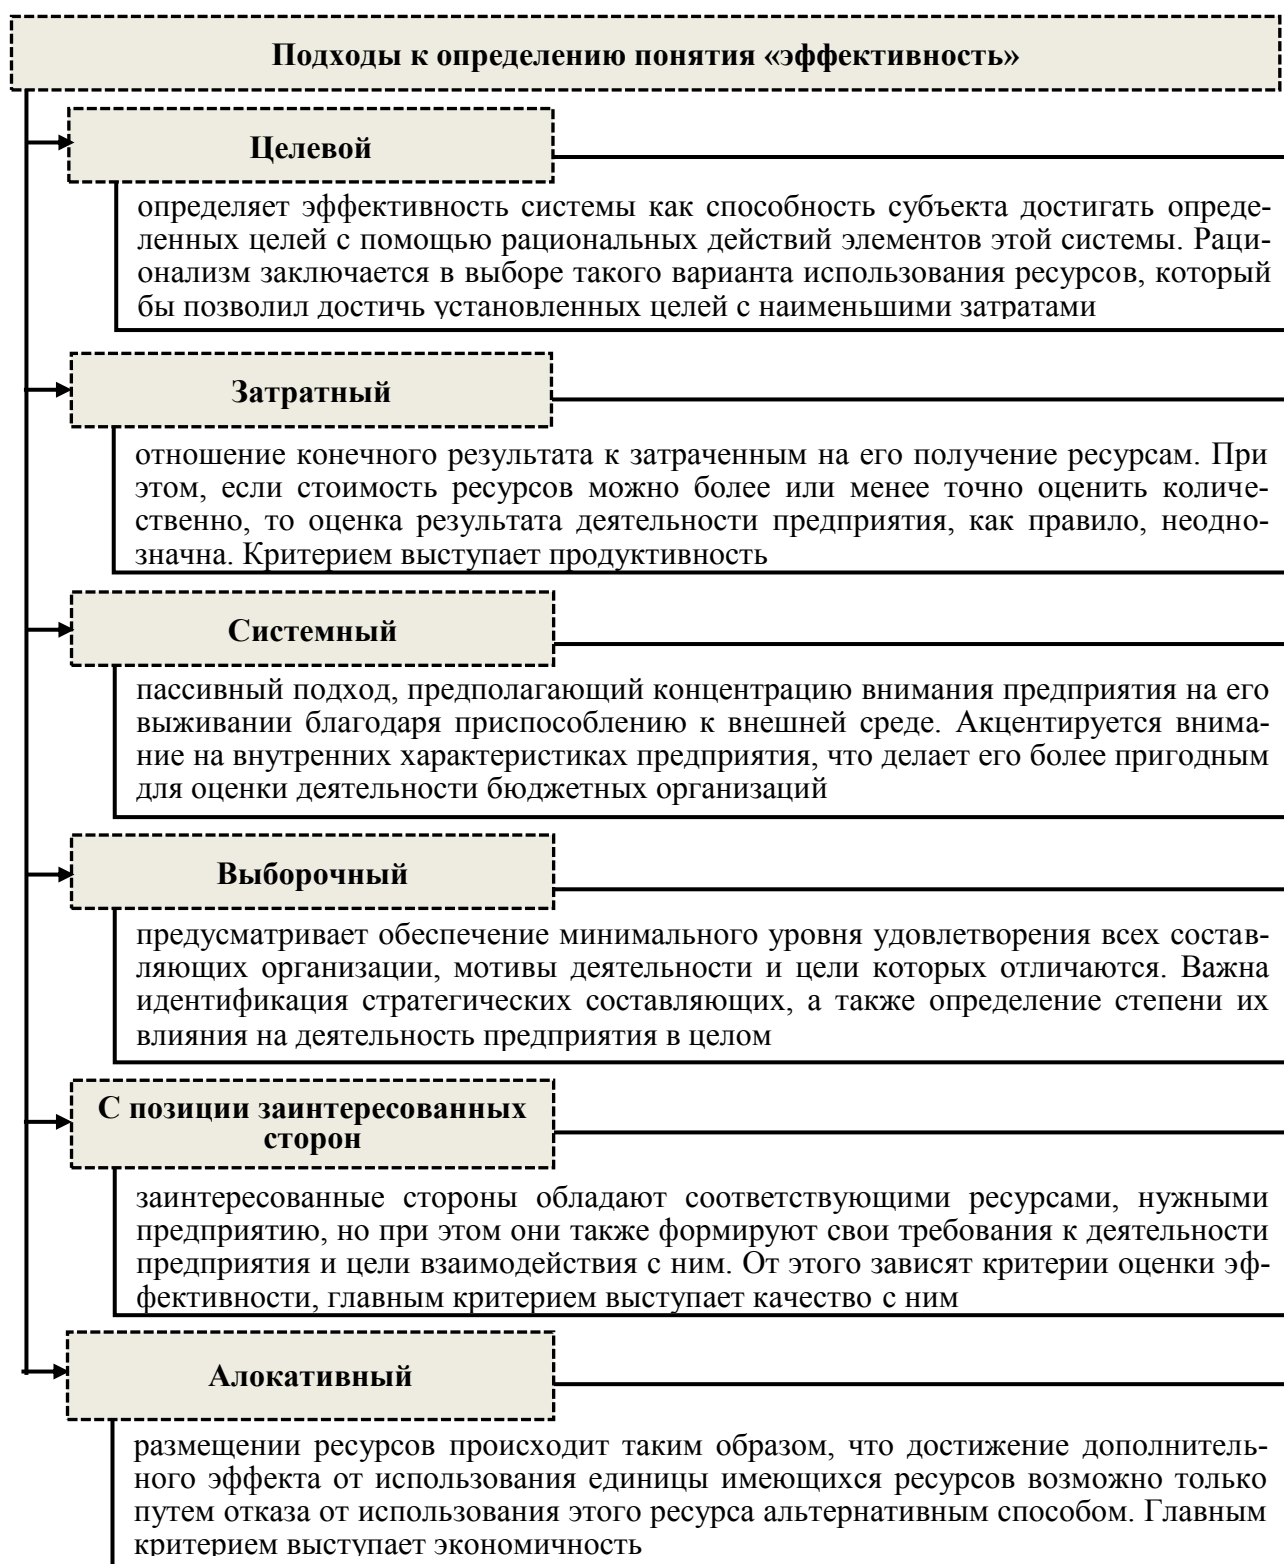 Подходы к определению понятия «эффективность»
Целевой
определяет эффективность системы как способность субъекта достигать опреде-
ленных целей с помощью рациональных действий элементов этой системы. Раци-
онализм заключается в выборе такого варианта использования ресурсов, который
бы позволил достичь установленных целей с наименьшими затратами
Затратный
отношение конечного результата к затраченным на его получение ресурсам. При
этом, если стоимость ресурсов можно более или менее точно оценить количе-
ственно, то оценка результата деятельности предприятия, как правило, неодно-
значна. Критерием выступает продуктивность
Системный
пассивный подход, предполагающий концентрацию внимания предприятия на его
выживании благодаря приспособлению к внешней среде. Акцентируется внима-
ние на внутренних характеристиках предприятия, что делает его более пригодным
для оценки деятельности бюджетных организаций
Выборочный
предусматривает обеспечение минимального уровня удовлетворения всех состав-
ляющих организации, мотивы деятельности и цели которых отличаются. Важна
идентификация стратегических составляющих, а также определение степени их
влияния на деятельность предприятия в целом
С позиции заинтересованных
сторон
заинтересованные стороны обладают соответствующими ресурсами, нужными
предприятию, но при этом они также формируют свои требования к деятельности
предприятия и цели взаимодействия с ним. От этого зависят критерии оценки эф-
фективности, главным критерием выступает качество с ним
Алокативный
размещении ресурсов происходит таким образом, что достижение дополнитель-
ного эффекта от использования единицы имеющихся ресурсов возможно только
путем отказа от использования этого ресурса альтернативным способом. Главным
критерием выступает экономичность